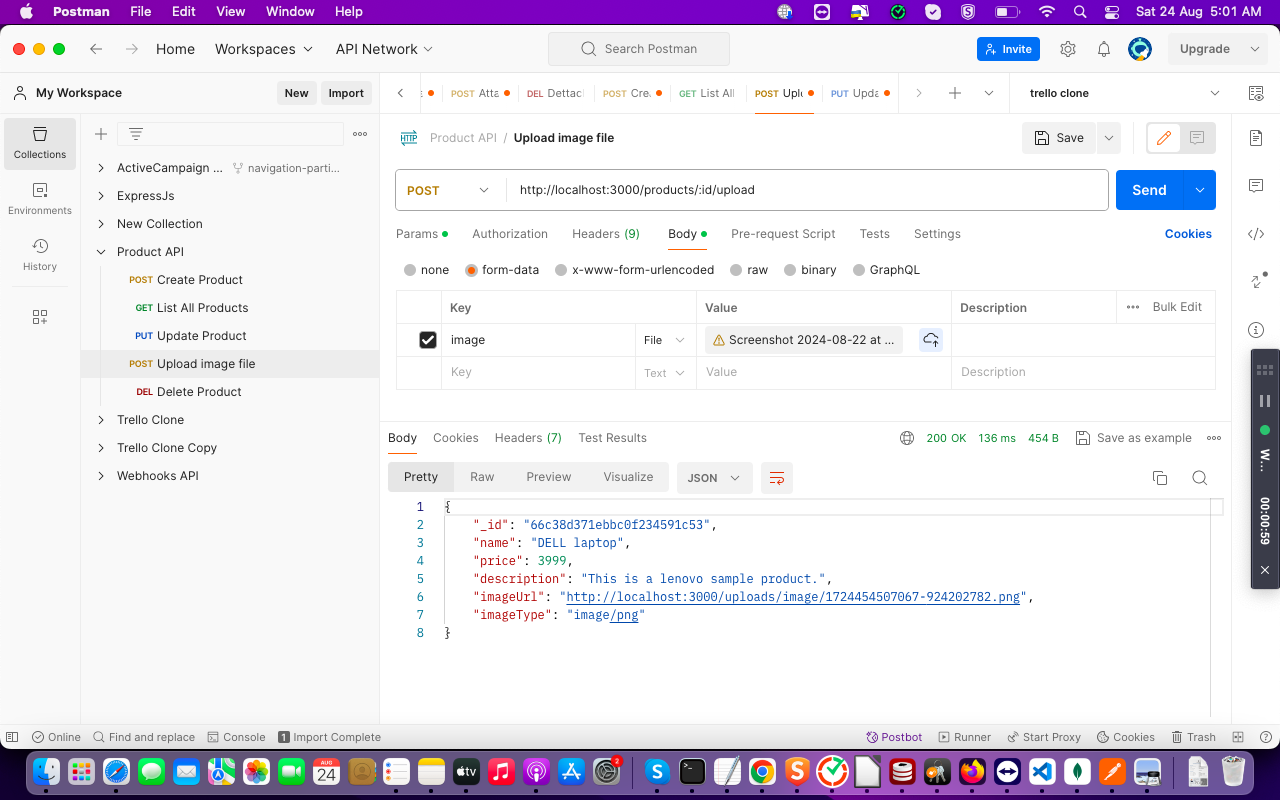 Postman File Edit View Window Help Sat 24 Aug 5:01 AM
Home Workspaces API Network Search Postman Invite Upgrade
My Workspace New Import
POST Atta DEL Dettacl POST Cre GET List All POST Uplo PUT Upda trello clone
Collections
Environments
History
ActiveCampaign ... navigation-parti...
ExpressJs
New Collection
Product API
POST Create Product
GET List All Products
PUT Update Product
POST Upload image file
DEL Delete Product
Trello Clone
Trello Clone Copy
Webhooks API
HTTP Product API / Upload image file Save
POST http://localhost:3000/products/:id/upload Send
Params Authorization Headers (9) Body Pre-request Script Tests Settings Cookies
none form-data x-www-form-urlencoded raw binary GraphQL
Key Value Description Bulk Edit
image File Screenshot 2024-08-22 at ...
Key Text Value Description
Body Cookies Headers (7) Test Results 200 OK 136 ms 454 B Save as example
Pretty Raw Preview Visualize JSON
1 {
2 "_id": "66c38d371ebbc0f234591c53",
3 "name": "DELL laptop",
4 "price": 3999,
5 "description": "This is a lenovo sample product.",
6 "imageUrl": "http://localhost:3000/uploads/image/1724454507067-924202782.png",
7 "imageType": "image/png"
8 }
W...
00:00:59
Online Find and replace Console 1 Import Complete Postbot Runner Start Proxy Cookies Trash
AUG
24
tv
2